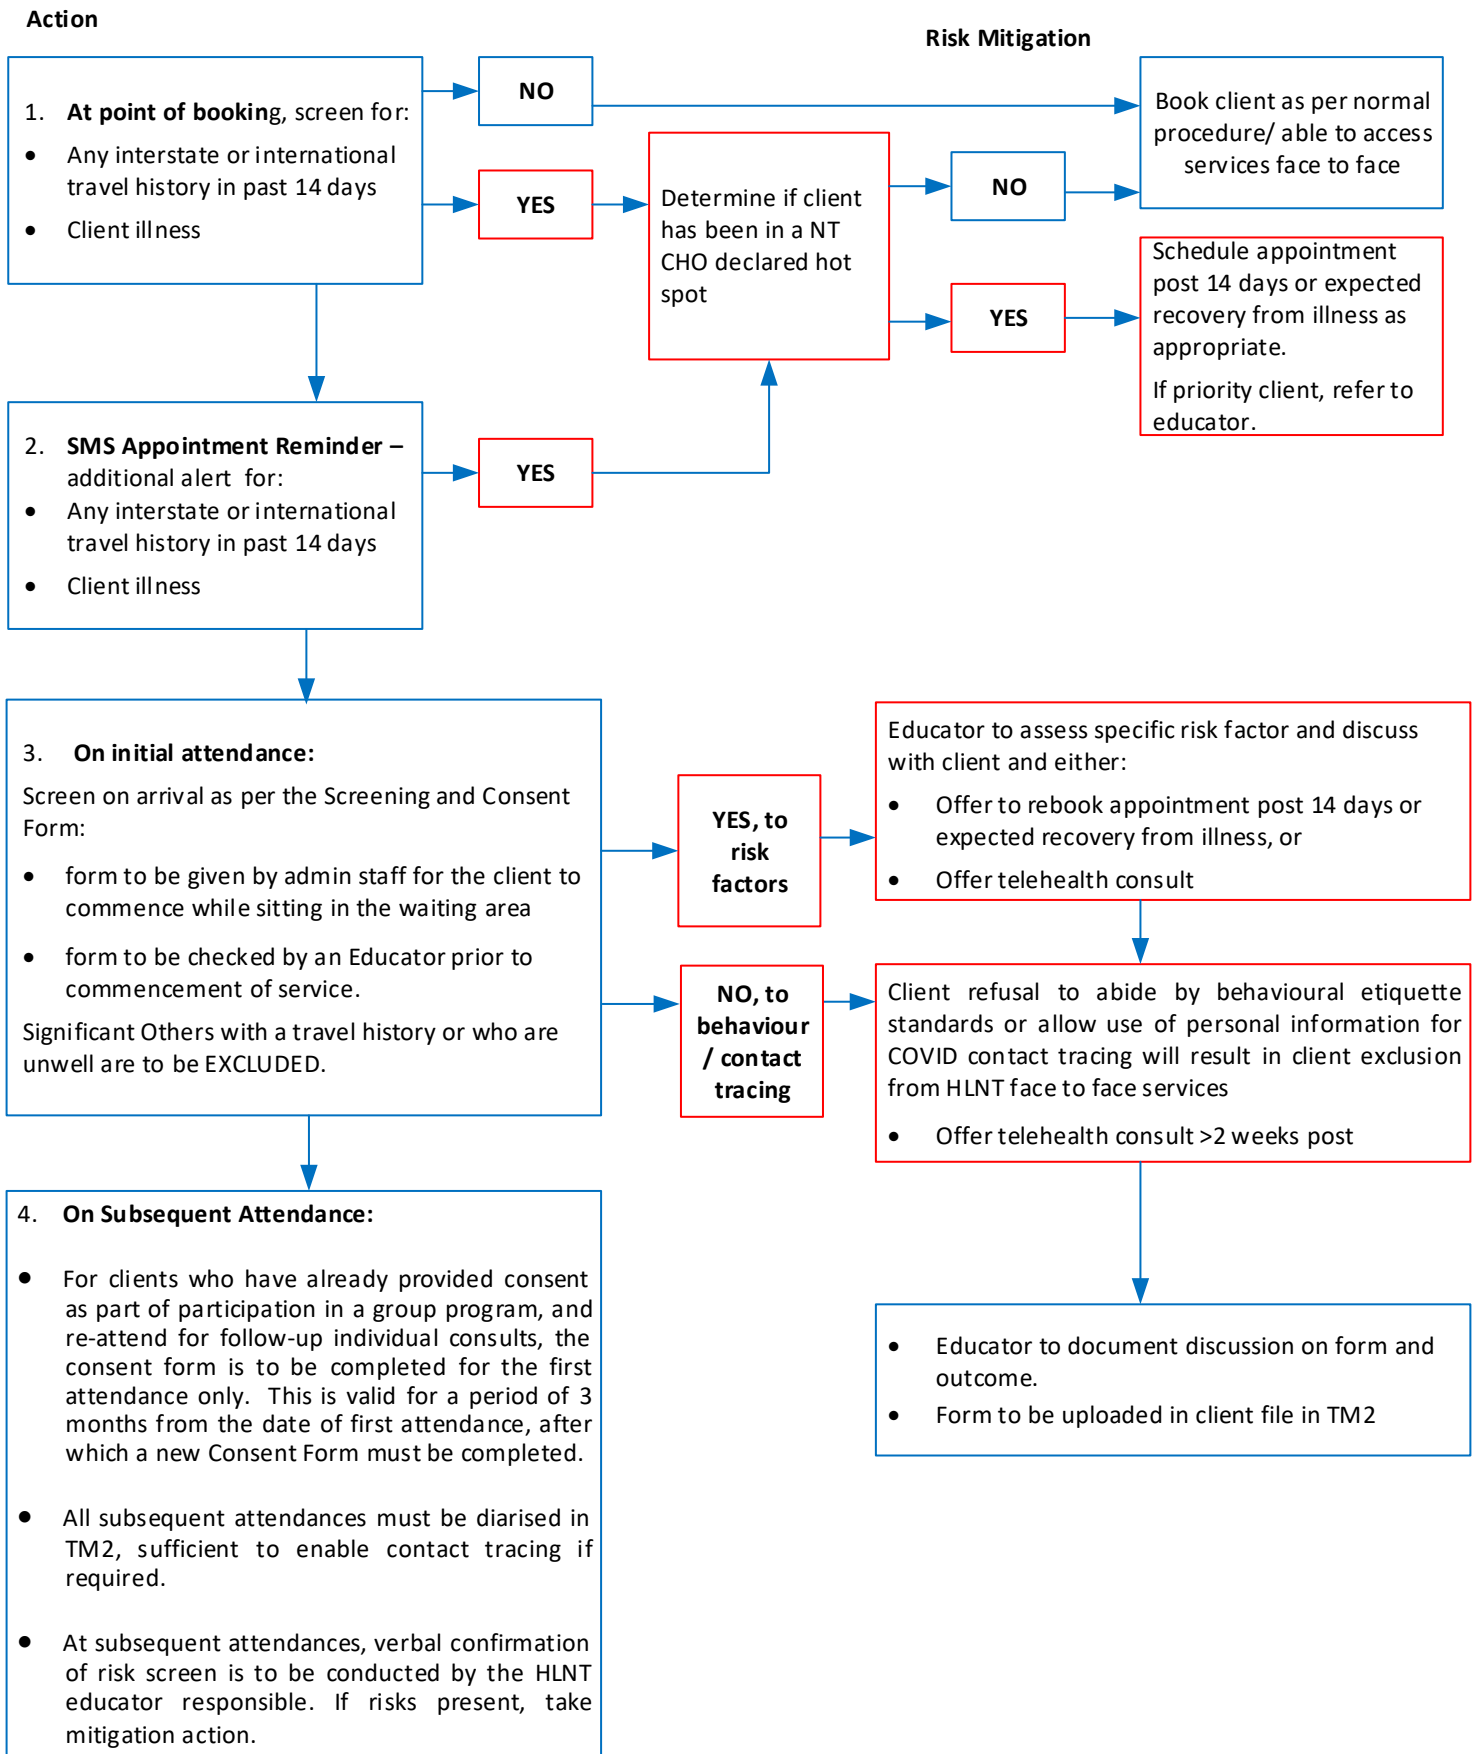 Action
Risk Mitigation
1. At point of booking, screen for:
• Any interstate or international
travel history in past 14 days
• Client illness
NO
YES
Determine if client
has been in a NT
CHO declared hot
spot
NO
YES
Book client as per normal
procedure/ able to access
services face to face
Schedule appointment
post 14 days or expected
recovery from illness as
appropriate.
If priority client, refer to
educator.
2. SMS Appointment Reminder –
additional alert for:
• Any interstate or international
travel history in past 14 days
• Client illness
YES
3. On initial attendance:
Screen on arrival as per the Screening and Consent
Form:
• form to be given by admin staff for the client to
commence while sitting in the waiting area
• form to be checked by an Educator prior to
commencement of service.
Significant Others with a travel history or who are
unwell are to be EXCLUDED.
YES, to
risk
factors
Educator to assess specific risk factor and discuss
with client and either:
• Offer to rebook appointment post 14 days or
expected recovery from illness, or
• Offer telehealth consult
NO, to
behaviour
/ contact
tracing
Client refusal to abide by behavioural etiquette
standards or allow use of personal information for
COVID contact tracing will result in client exclusion
from HLNT face to face services
• Offer telehealth consult >2 weeks post
4. On Subsequent Attendance:
• For clients who have already provided consent
as part of participation in a group program, and
re-attend for follow-up individual consults, the
consent form is to be completed for the first
attendance only. This is valid for a period of 3
months from the date of first attendance, after
which a new Consent Form must be completed.
• All subsequent attendances must be diarised in
TM2, sufficient to enable contact tracing if
required.
• At subsequent attendances, verbal confirmation
of risk screen is to be conducted by the HLNT
educator responsible. If risks present, take
mitigation action.
• Educator to document discussion on form and
outcome.
• Form to be uploaded in client file in TM2